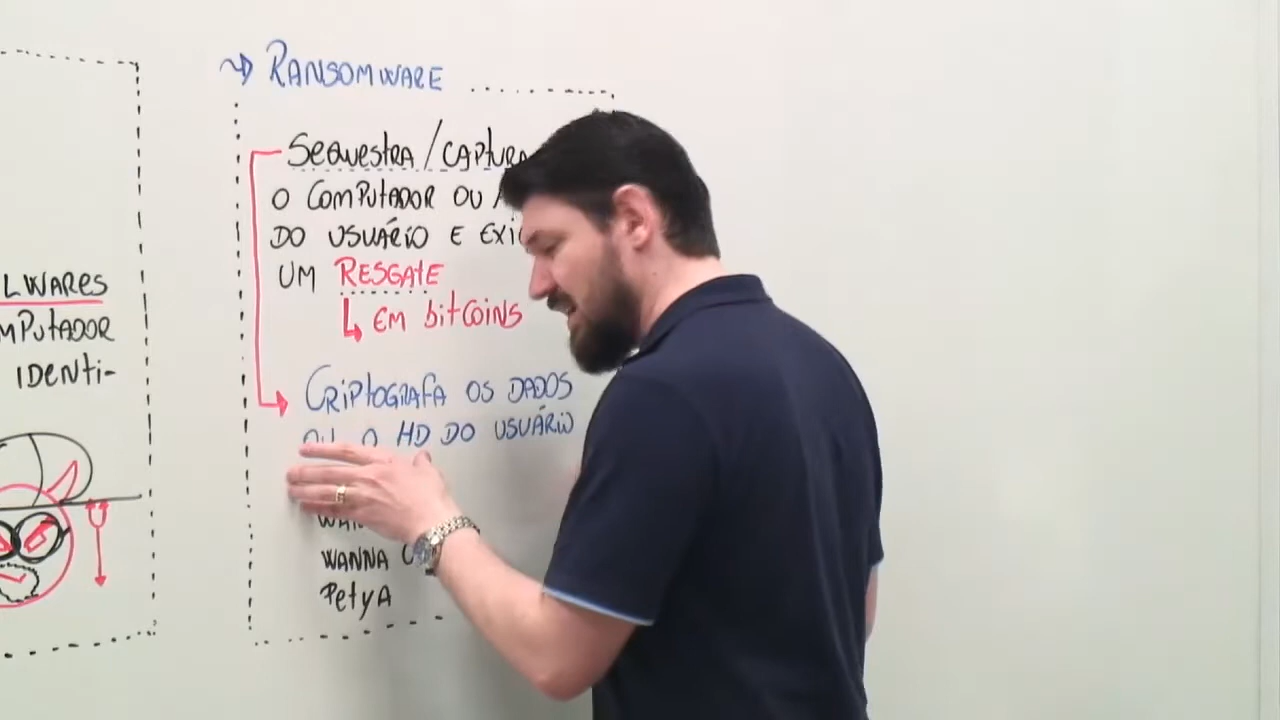 RANSOMWARE
SEQUESTRA/CAPTURA
O COMPUTADOR OU
DO USUÁRIO E EXI
UM RESGATE
EM bitCOINS
CRIPTOGRAFA OS DADOS
OU O HD DO USUÁRIO
WANNA
PETYA
LWARES
MPUTADOR
IDENTI-